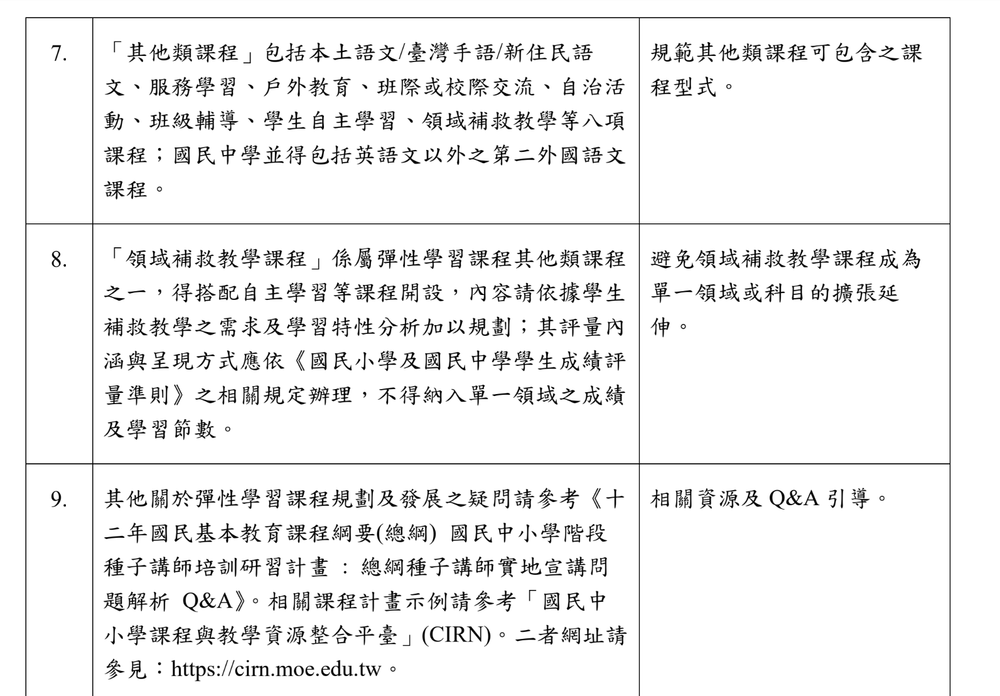 7.
「其他類課程」包括本土語文/臺灣手語/新住民語
文、服務學習、戶外教育、班際或校際交流、自治活
動、班級輔導、學生自主學習、領域補救教學等八項
課程；國民中學並得包括英語文以外之第二外國語文
課程。
規範其他類課程可包含之課
程型式。
8.
「領域補救教學課程」係屬彈性學習課程其他類課程
之一，得搭配自主學習等課程開設，內容請依據學生
補救教學之需求及學習特性分析加以規劃；其評量內
涵與呈現方式應依《國民小學及國民中學學生成績評
量準則》之相關規定辦理，不得納入單一領域之成績
及學習節數。
避免領域補救教學課程成為
單一領域或科目的擴張延
伸。
9.
其他關於彈性學習課程規劃及發展之疑問請參考《十
二年國民基本教育課程綱要(總綱) 國民中小學階段
種子講師培訓研習計畫 : 總綱種子講師實地宣講問
題解析 Q&A》。相關課程計畫示例請參考「國民中
小學課程與教學資源整合平臺」(CIRN)。二者網址請
參見：https://cirn.moe.edu.tw。
相關資源及 Q&A 引導。